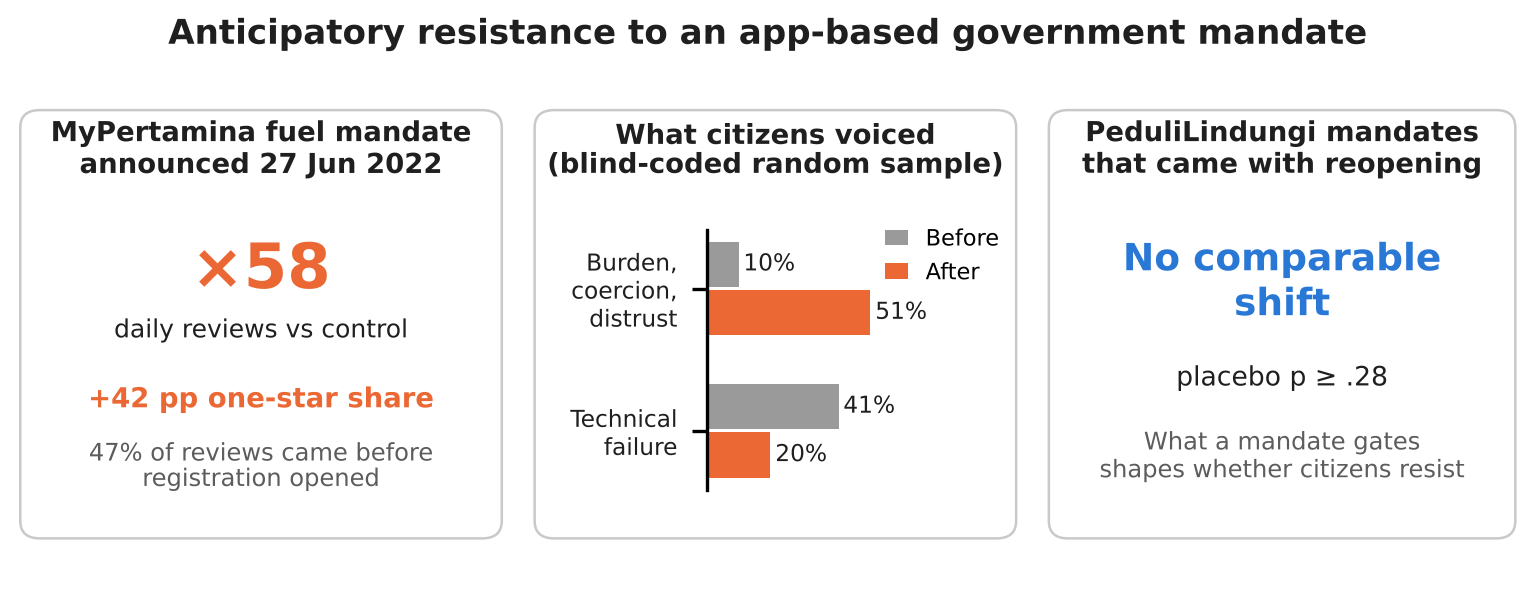 Anticipatory resistance to an app-based government mandate
MyPertamina fuel mandate
announced 27 Jun 2022
×58
daily reviews vs control
+42 pp one-star share
47% of reviews came before
registration opened
What citizens voiced
(blind-coded random sample)
Before
After
Burden,
coercion,
distrust
10%
51%
Technical
failure
41%
20%
PeduliLindungi mandates
that came with reopening
No comparable
shift
placebo p ≥ .28
What a mandate gates
shapes whether citizens resist